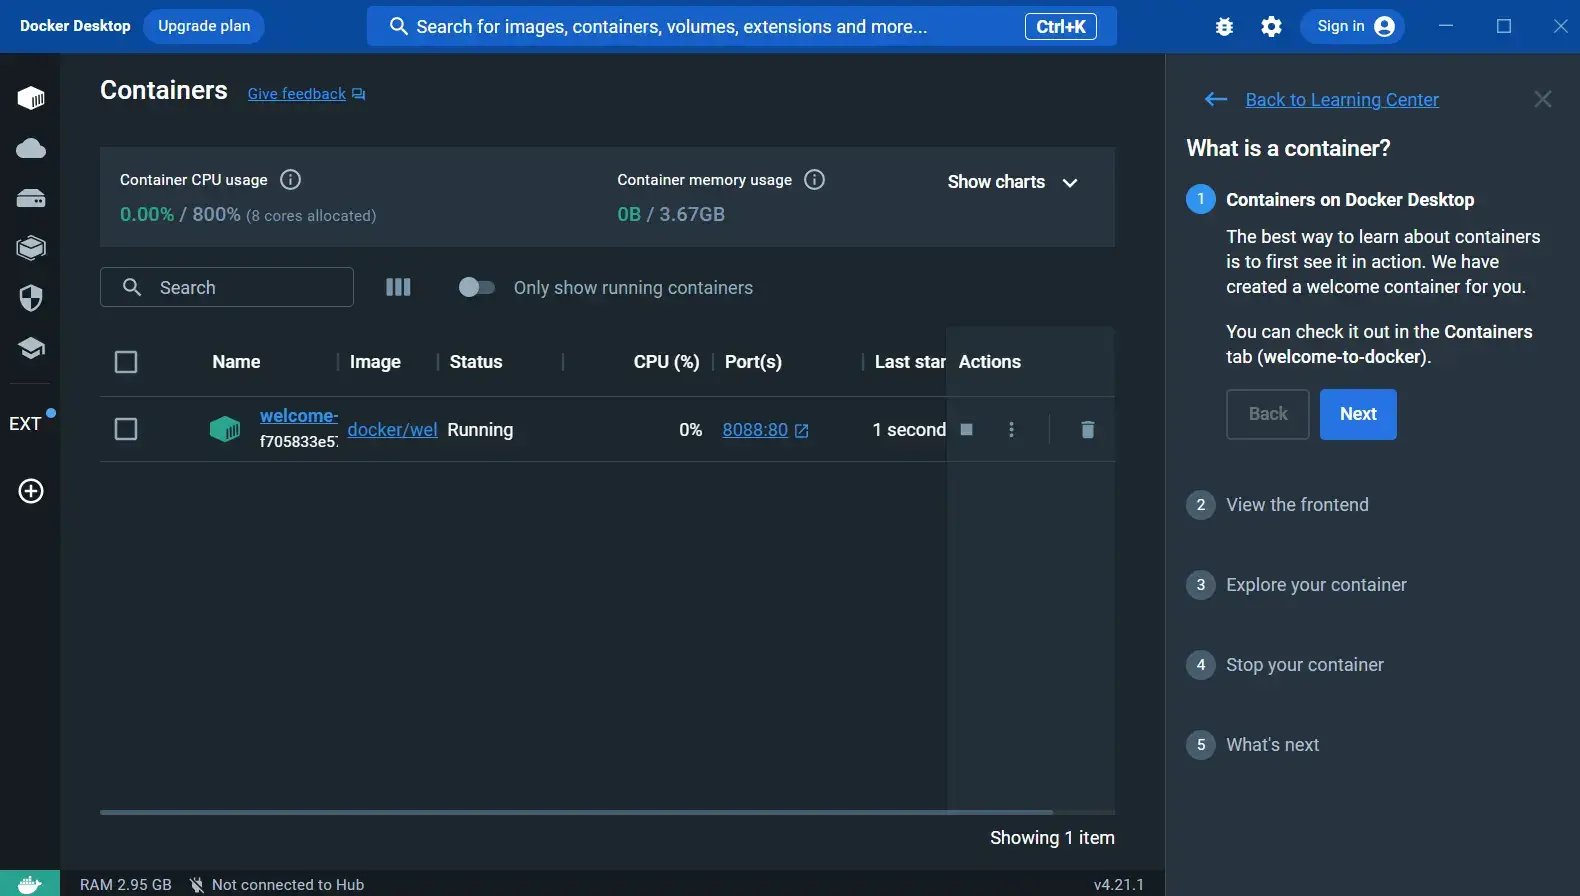 Docker Desktop
Upgrade plan
Search for images, containers, volumes, extensions and more...
Ctrl+K
Sign in
Containers
Give feedback
Container CPU usage
0.00% / 800% (8 cores allocated)
Container memory usage
0B / 3.67GB
Show charts
Search
Only show running containers
Name
Image
Status
CPU (%)
Port(s)
Last star
Actions
welcome-
f705833e57
docker/wel
Running
0%
8088:80
1 second
EXT
Showing 1 item
Back to Learning Center
What is a container?
1 Containers on Docker Desktop
The best way to learn about containers
is to first see it in action. We have
created a welcome container for you.
You can check it out in the Containers
tab (welcome-to-docker).
Back
Next
2 View the frontend
3 Explore your container
4 Stop your container
5 What's next
RAM 2.95 GB
Not connected to Hub
v4.21.1